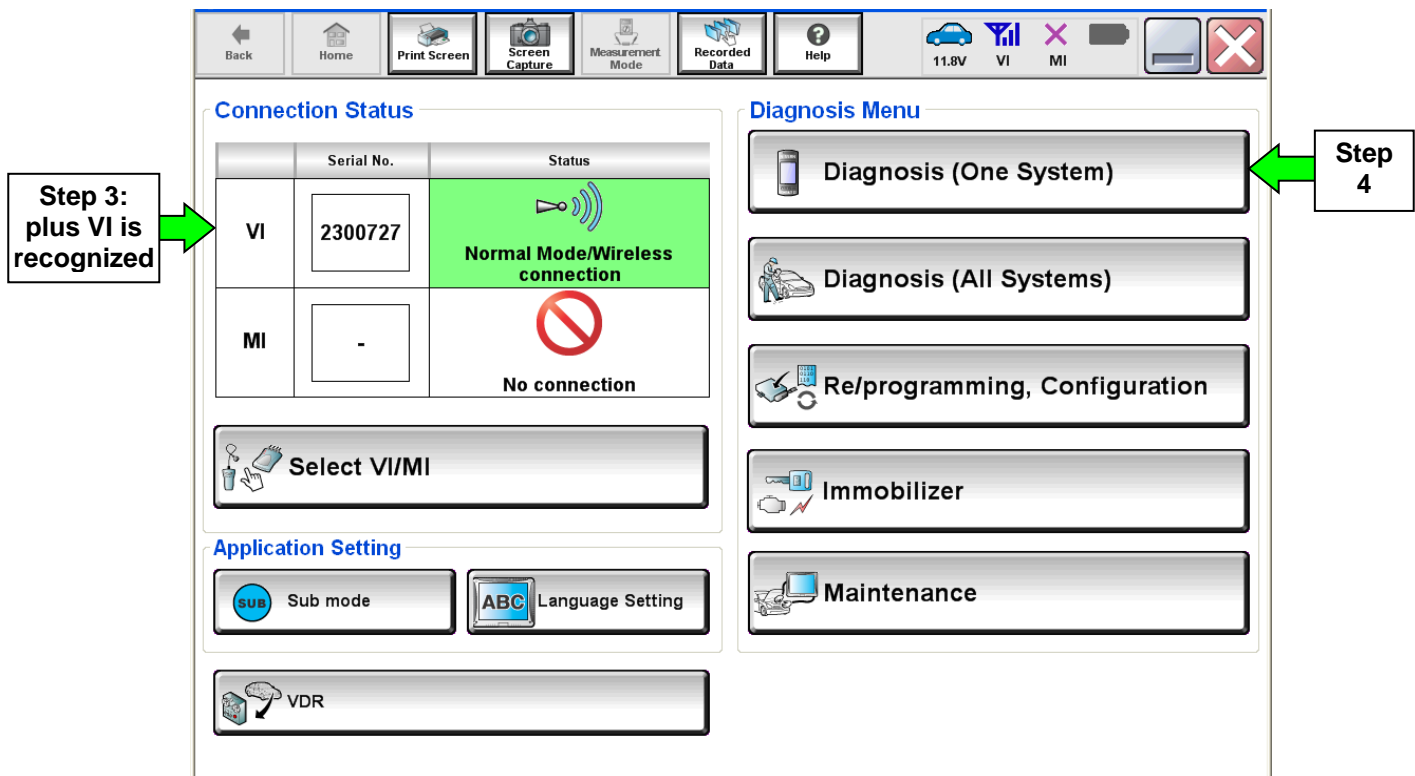 Back
Home
Print Screen
Screen
Capture
Measurement
Mode
Recorded
Data
?
Help
11.8V
VI
MI
Connection Status
Serial No.
Status
VI
2300727
Normal Mode/Wireless
connection
MI
-
No connection
Select VI/MI
Application Setting
SUB
Sub mode
ABC
Language Setting
VDR
Diagnosis Menu
Diagnosis (One System)
Diagnosis (All Systems)
Re/programming, Configuration
Immobilizer
Maintenance
Step 3:
plus VI is
recognized
Step
4